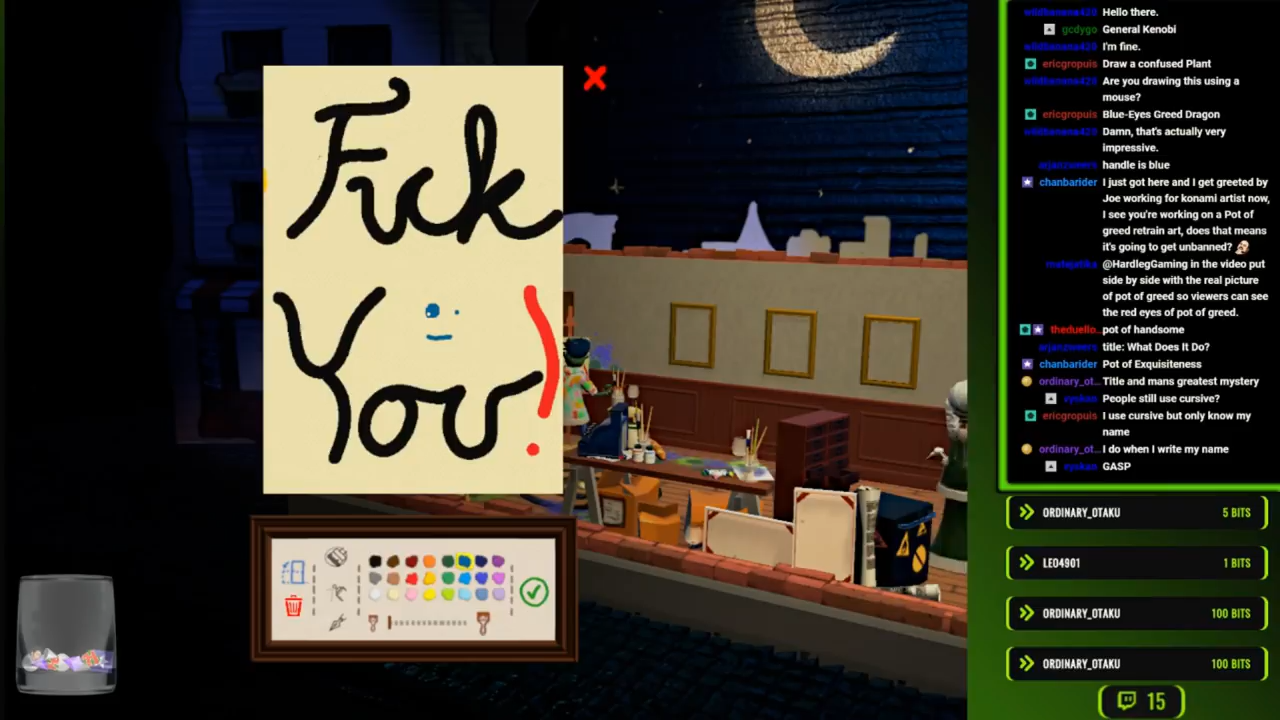 Fuck
You!
wildbanana420 Hello there.
gcdygo General Kenobi
wildbanana420 I'm fine.
ericgropuis Draw a confused Plant
wildbanana420 Are you drawing this using a
mouse?
ericgropuis Blue-Eyes Greed Dragon
wildbanana420 Damn, that's actually very
impressive.
handle is blue
chanbarider I just got here and I get greeted by
Joe working for konami artist now,
I see you're working on a Pot of
greed retrain art, does that means
it's going to get unbanned?
@HardlegGaming in the video put
side by side with the real picture
of pot of greed so viewers can see
the red eyes of pot of greed.
theduello... pot of handsome
title: What Does It Do?
chanbarider Pot of Exquisiteness
ordinary_ot... Title and mans greatest mystery
People still use cursive?
ericgropuis I use cursive but only know my
name
ordinary_ot... I do when I write my name
GASP
ORDINARY_OTAKU 5 BITS
LEO4901 1 BITS
ORDINARY_OTAKU 100 BITS
ORDINARY_OTAKU 100 BITS
15